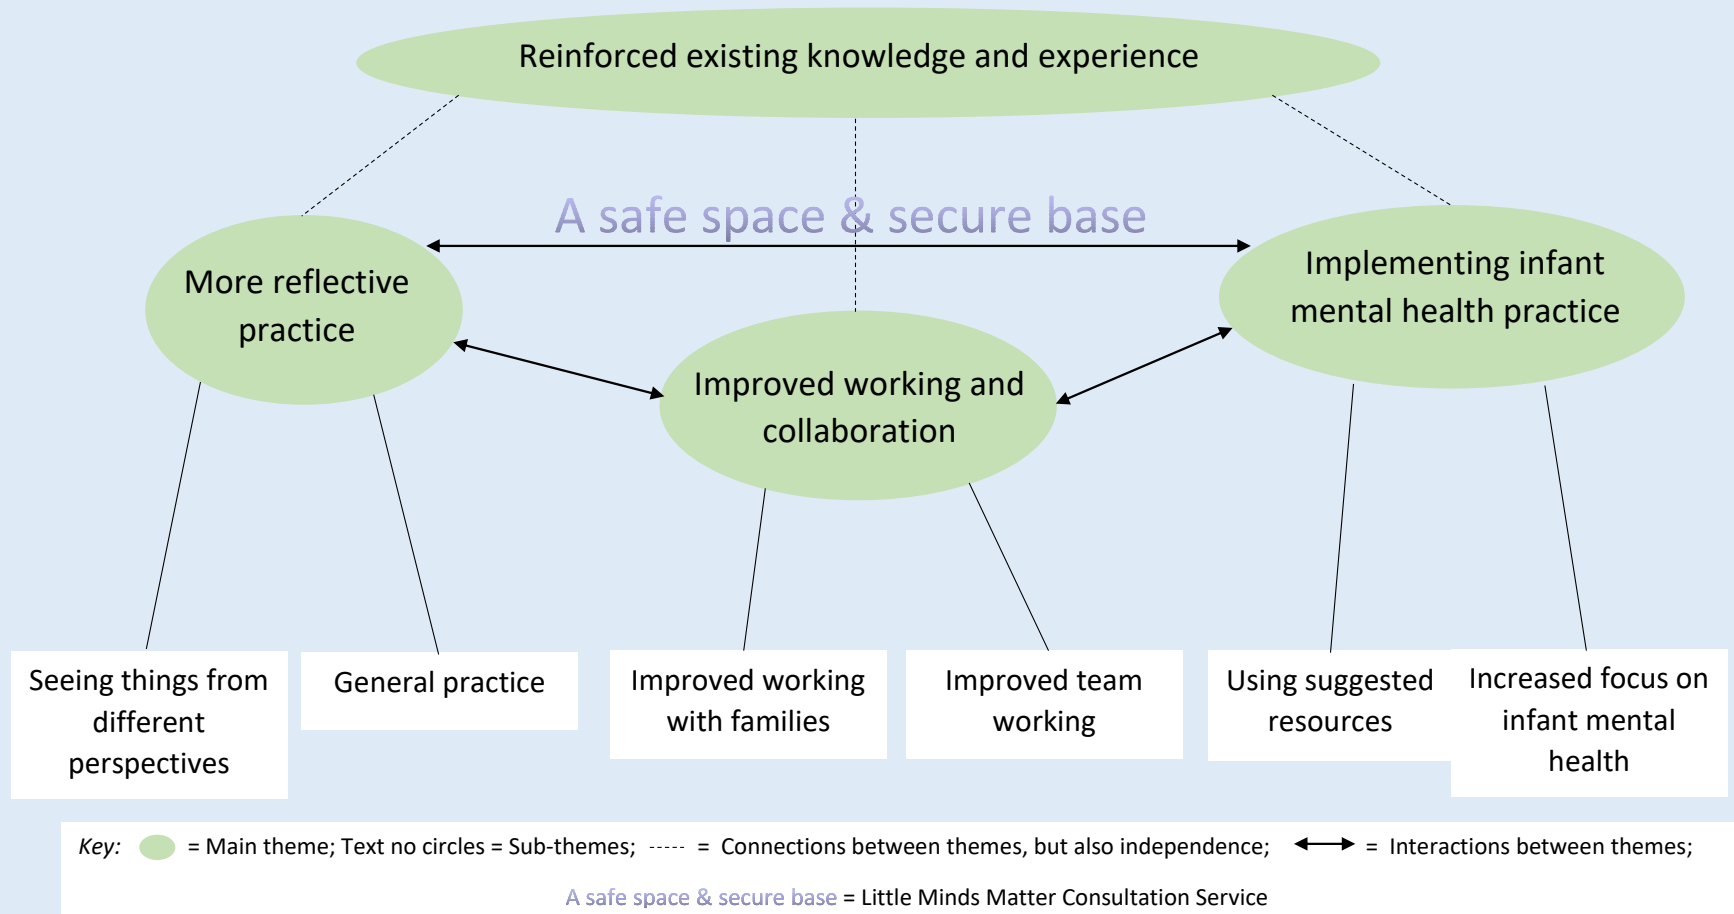 Reinforced existing knowledge and experience
A safe space & secure base
More reflective
practice
Implementing infant
mental health practice
Improved working and
collaboration
Seeing things from
different
perspectives
General practice
Improved working
with families
Improved team
working
Using suggested
resources
Increased focus on
infant mental
health
Key: = Main theme; Text no circles = Sub-themes; ----- = Connections between themes, but also independence; = Interactions between themes;
A safe space & secure base = Little Minds Matter Consultation Service